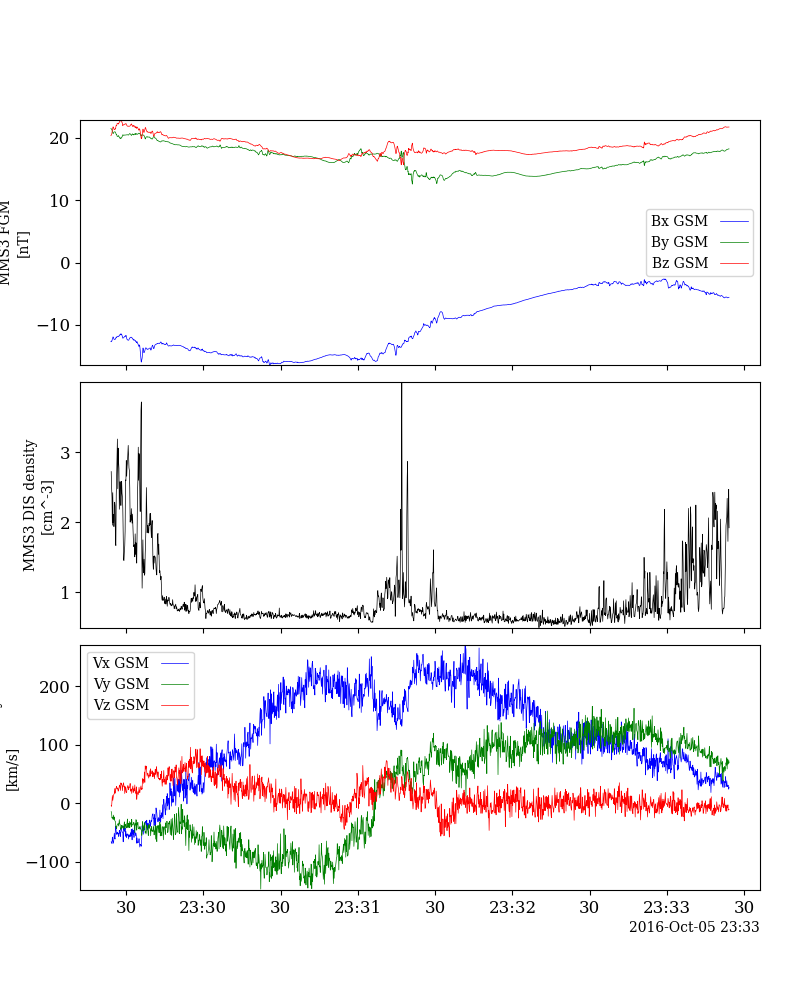 20
10
0
−10
MMS3 FGM
[nT]
Bx GSM
By GSM
Bz GSM
3
2
1
MMS3 DIS density
[cm^-3]
200
100
0
−100
[km/s]
Vx GSM
Vy GSM
Vz GSM
30 23:30 30 23:31 30 23:32 30 23:33 30
2016-Oct-05 23:33